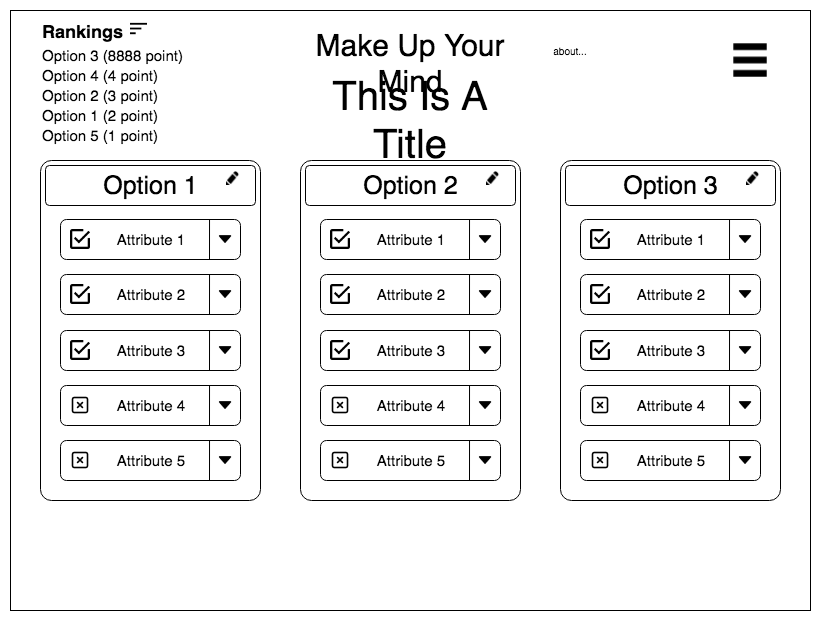 Rankings
Option 3 (8888 point)
Option 4 (4 point)
Option 2 (3 point)
Option 1 (2 point)
Option 5 (1 point)
Make Up Your
Mind
This Is A
Title
about...
Option 1
Attribute 1
Attribute 2
Attribute 3
Attribute 4
Attribute 5
Option 2
Attribute 1
Attribute 2
Attribute 3
Attribute 4
Attribute 5
Option 3
Attribute 1
Attribute 2
Attribute 3
Attribute 4
Attribute 5